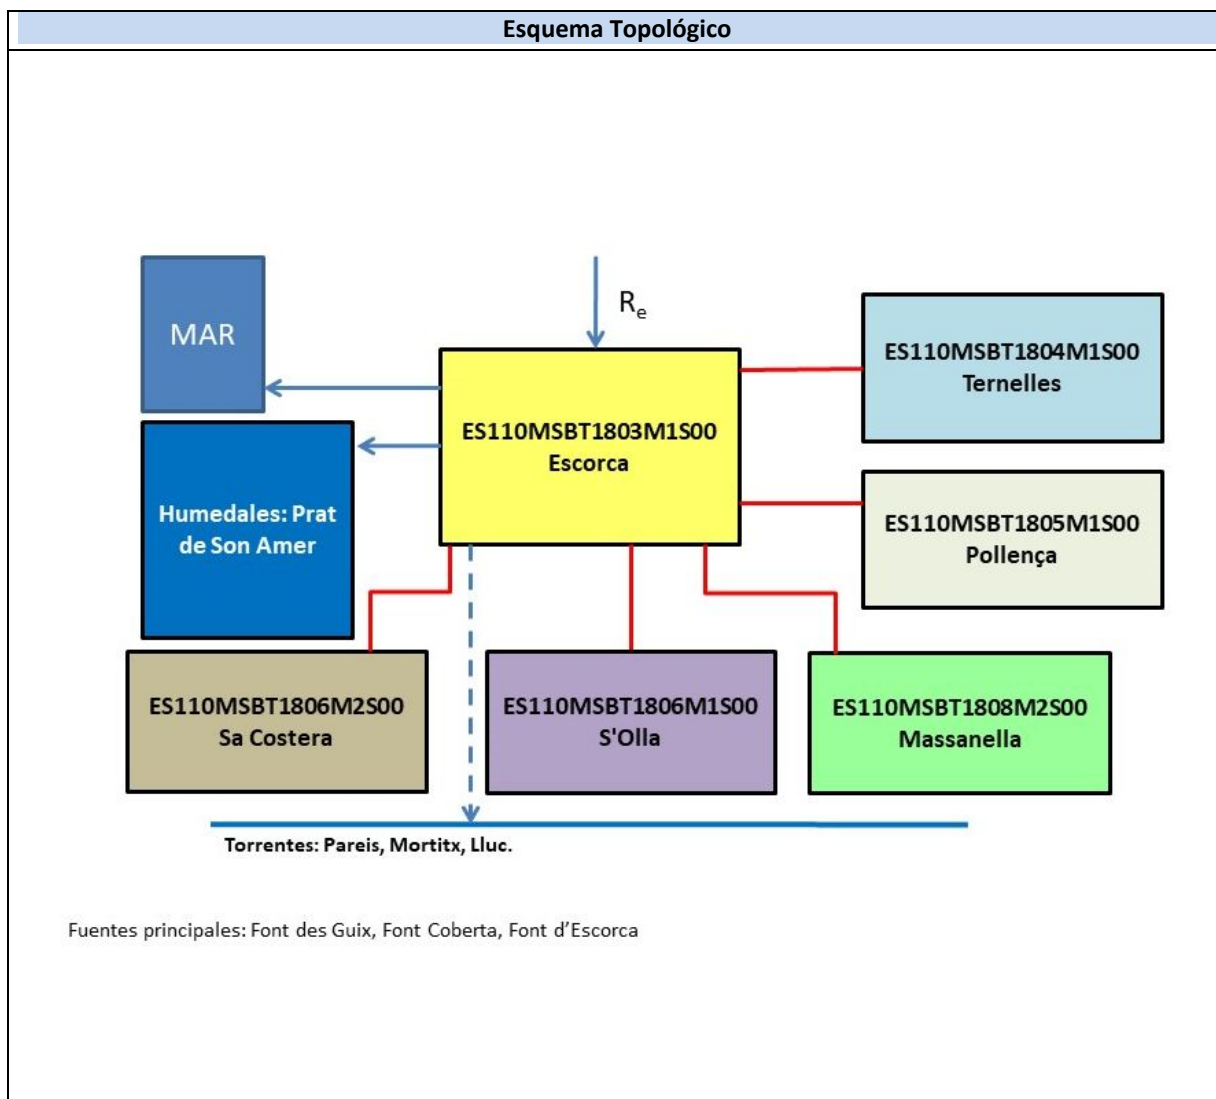 Esquema Topológico
MAR
Re
ES110MSBT1804M1S00
Ternelles
ES110MSBT1803M1S00
Escorca
Humedales: Prat
de Son Amer
ES110MSBT1805M1S00
Pollença
ES110MSBT1806M2S00
Sa Costera
ES110MSBT1806M1S00
S'Olla
ES110MSBT1808M2S00
Massanella
Torrentes: Pareis, Mortitx, Lluc.
Fuentes principales: Font des Guix, Font Coberta, Font d’Escorca